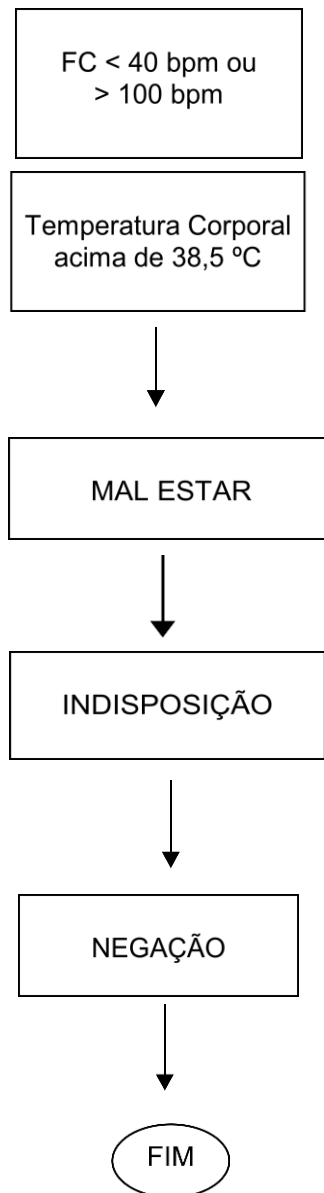 FC < 40 bpm ou
> 100 bpm
Temperatura Corporal
acima de 38,5 ºC
MAL ESTAR
INDISPOSIÇÃO
NEGAÇÃO
FIM